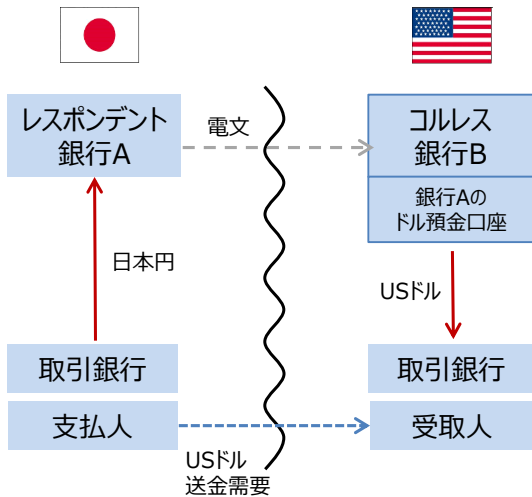 レスポンデント
銀行A
電文
コルレス
銀行B
銀行Aの
ドル預金口座
日本円
USドル
取引銀行
取引銀行
支払人
受取人
USドル
送金需要